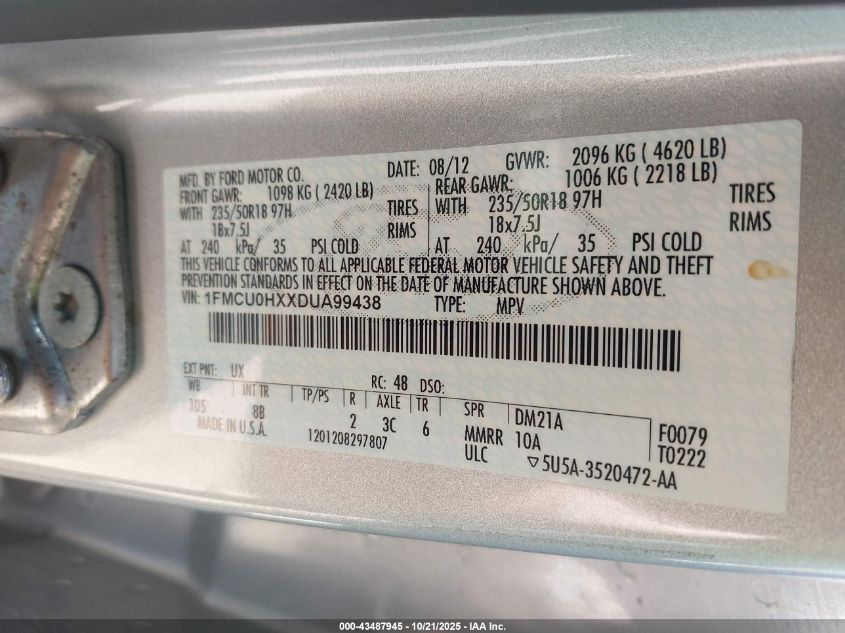 MFD. BY FORD MOTOR CO. DATE: 08/12 GVWR: 2096 KG ( 4620 LB)
FRONT GAWR: 1098 KG ( 2420 LB) REAR GAWR: 1006 KG ( 2218 LB)
WITH 235/50R18 97H TIRES WITH 235/50R18 97H TIRES
18x7.5J RIMS 18x7.5J RIMS
AT 240 kPa/ 35 PSI COLD AT 240 kPa/ 35 PSI COLD
THIS VEHICLE CONFORMS TO ALL APPLICABLE FEDERAL MOTOR VEHICLE SAFETY AND THEFT
PREVENTION STANDARDS IN EFFECT ON THE DATE OF MANUFACTURE SHOWN ABOVE.
VIN: 1FMCU0HXXDUA99438 TYPE: MPV
EXT PNT: UX RC: 48 DSO:
WB INT TR TP/PS R AXLE TR SPR DM21A F0079
105 8B 2 3C 6 MMRR 10A T0222
MADE IN U.S.A. 1201208297807 ULC ▽5U5A-3520472-AA
000-43487945 - 10/21/2025 - IAA Inc.